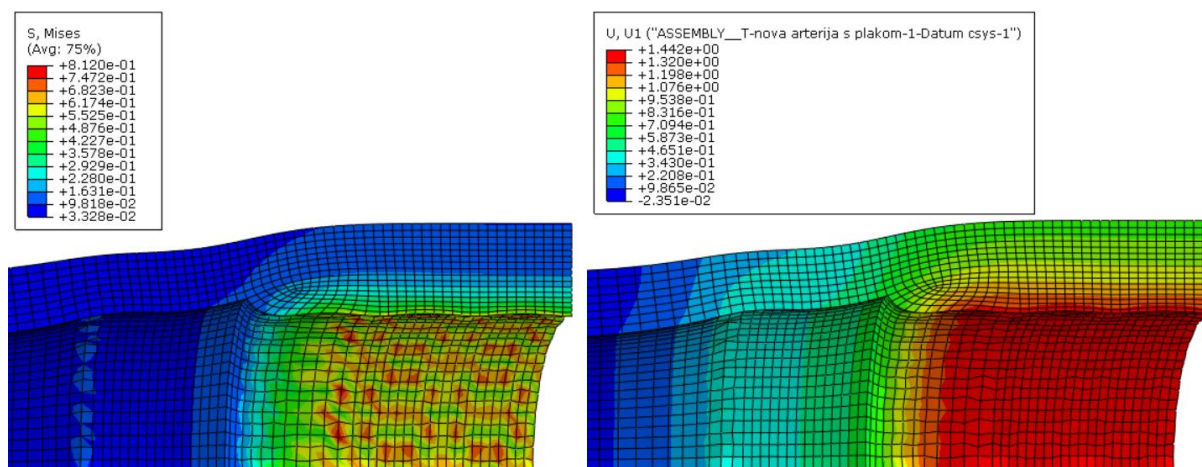 S, Mises
(Avg: 75%)
+8.120e-01
+7.472e-01
+6.823e-01
+6.174e-01
+5.525e-01
+4.876e-01
+4.227e-01
+3.578e-01
+2.929e-01
+2.280e-01
+1.631e-01
+9.818e-02
+3.328e-02
U, U1 ("ASSEMBLY__T-nova arterija s plakom-1-Datum csys-1")
+1.442e+00
+1.320e+00
+1.198e+00
+1.076e+00
+9.538e-01
+8.316e-01
+7.094e-01
+5.873e-01
+4.651e-01
+3.430e-01
+2.208e-01
+9.865e-02
-2.351e-02